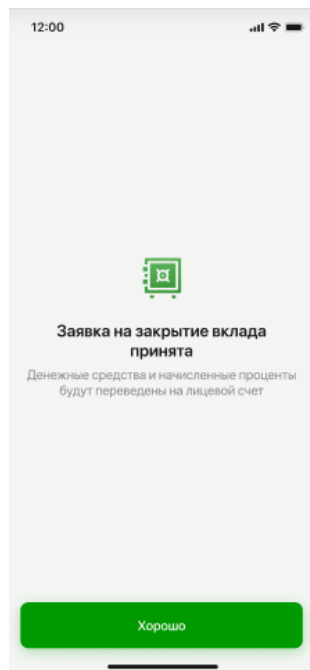 12:00
Заявка на закрытие вклада
принята
Денежные средства и начисленные проценты
будут переведены на лицевой счет
Хорошо